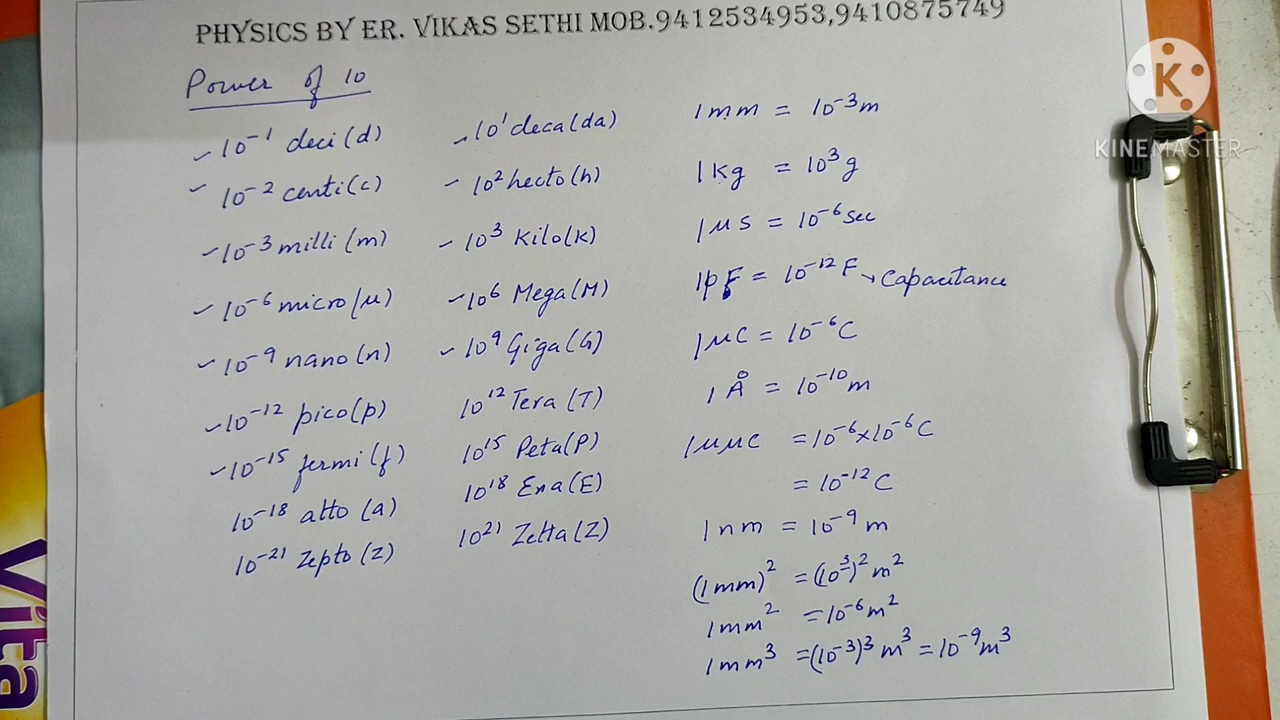 PHYSICS BY ER. VIKAS SETHI MOB.9412534953,9410875749
K
KINEMASTER
Power of 10
10⁻¹ deci (d)
10⁻² centi (c)
10⁻³ milli (m)
10⁻⁶ micro (μ)
10⁻⁹ nano (n)
10⁻¹² pico (p)
10⁻¹⁵ fermi (f)
10⁻¹⁸ atto (a)
10⁻²¹ Zepto (Z)
10¹ deca (da)
10² hecto (h)
10³ Kilo (K)
10⁶ Mega (M)
10⁹ Giga (G)
10¹² Tera (T)
10¹⁵ Peta (P)
10¹⁸ Exa (E)
10²¹ Zetta (Z)
1mm = 10⁻³m
1Kg = 10³g
1μs = 10⁻⁶sec
1pF = 10⁻¹²F → Capacitance
1μC = 10⁻⁶C
1Å = 10⁻¹⁰m
1μμC = 10⁻⁶×10⁻⁶C
= 10⁻¹²C
1nm = 10⁻⁹m
(1mm)² = (10⁻³)² m²
1mm² = 10⁻⁶m²
1mm³ = (10⁻³)³ m³ = 10⁻⁹m³
Vita